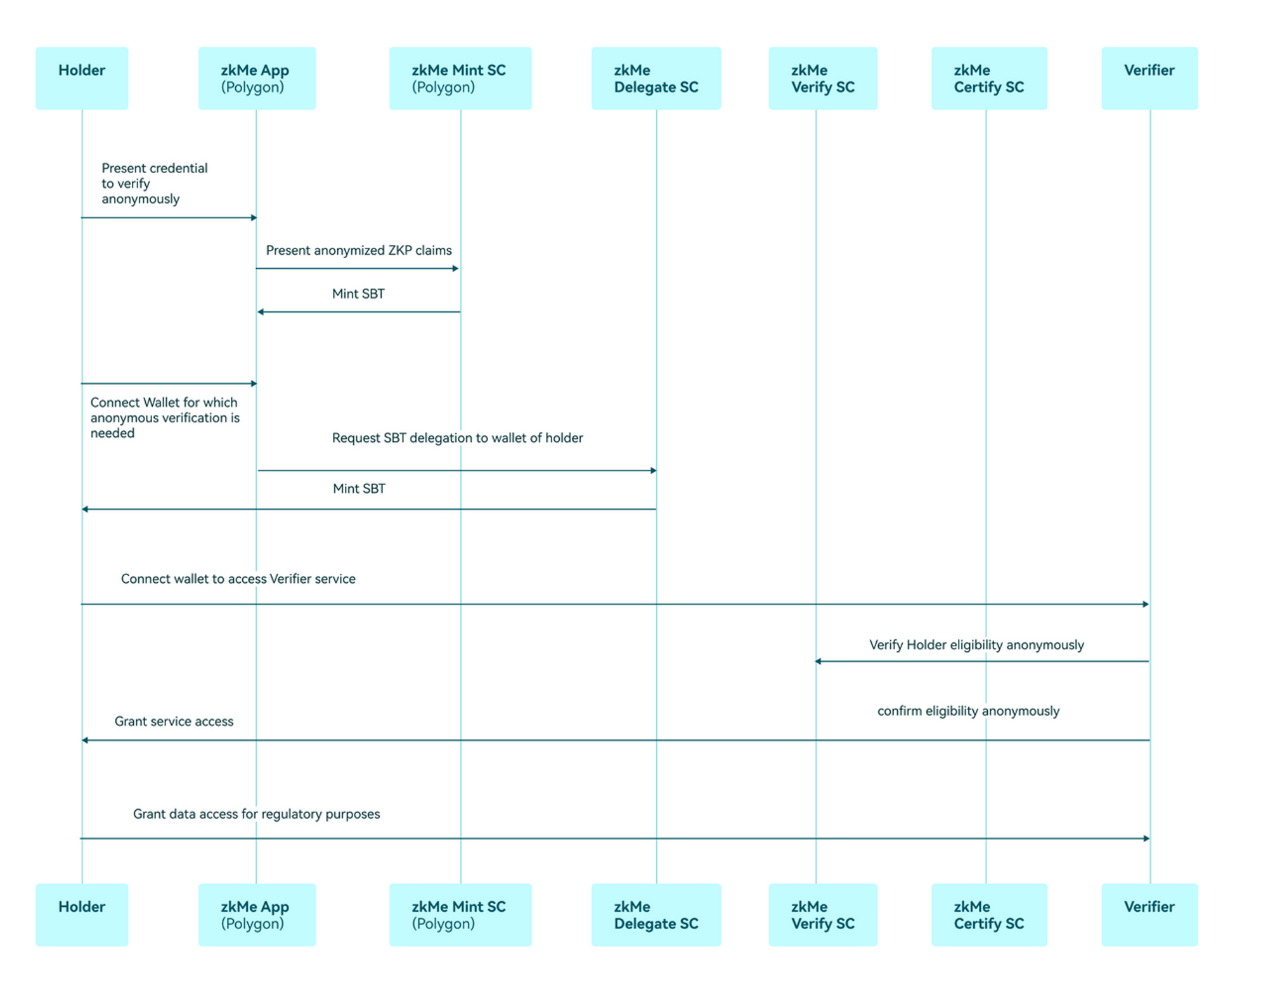 Holder
zkMe App
(Polygon)
zkMe Mint SC
(Polygon)
zkMe
Delegate SC
zkMe
Verify SC
zkMe
Certify SC
Verifier
Present credential
to verify
anonymously
Present anonymized ZKP claims
Mint SBT
Connect Wallet for which
anonymous verification is
needed
Request SBT delegation to wallet of holder
Mint SBT
Connect wallet to access Verifier service
Verify Holder eligibility anonymously
confirm eligibility anonymously
Grant service access
Grant data access for regulatory purposes
Holder
zkMe App
(Polygon)
zkMe Mint SC
(Polygon)
zkMe
Delegate SC
zkMe
Verify SC
zkMe
Certify SC
Verifier